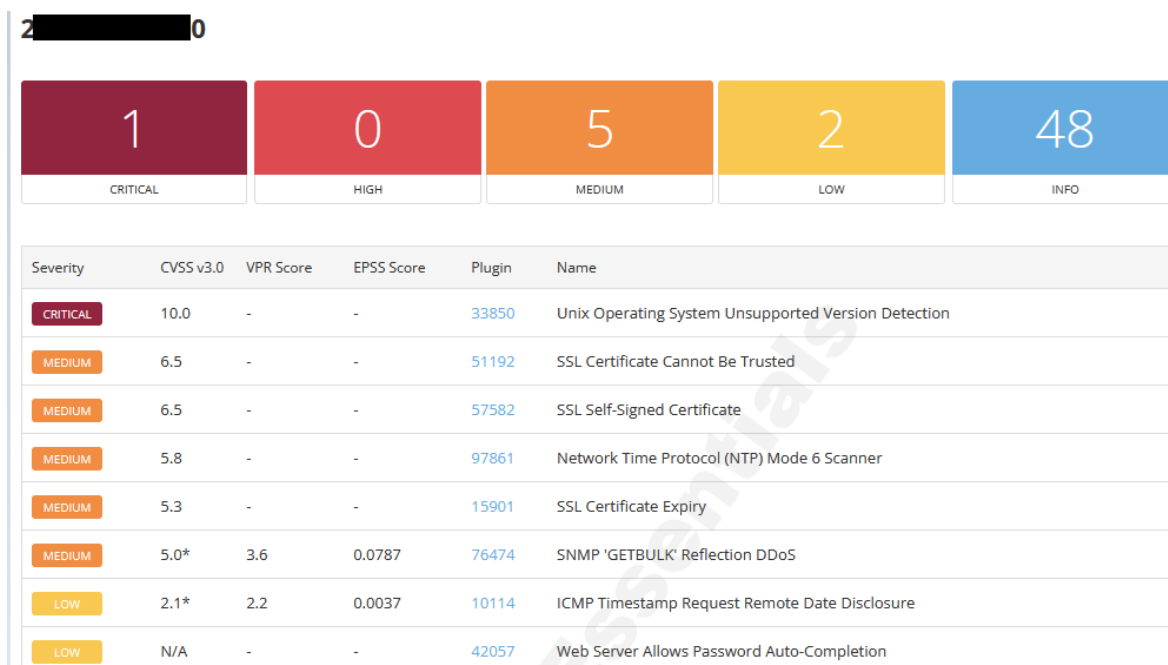 2 0
1 0 5 2 48
CRITICAL HIGH MEDIUM LOW INFO
Severity CVSS v3.0 VPR Score EPSS Score Plugin Name
CRITICAL 10.0 - - 33850 Unix Operating System Unsupported Version Detection
MEDIUM 6.5 - - 51192 SSL Certificate Cannot Be Trusted
MEDIUM 6.5 - - 57582 SSL Self-Signed Certificate
MEDIUM 5.8 - - 97861 Network Time Protocol (NTP) Mode 6 Scanner
MEDIUM 5.3 - - 15901 SSL Certificate Expiry
MEDIUM 5.0* 3.6 0.0787 76474 SNMP 'GETBULK' Reflection DDoS
LOW 2.1* 2.2 0.0037 10114 ICMP Timestamp Request Remote Date Disclosure
LOW N/A - - 42057 Web Server Allows Password Auto-Completion
Essentials